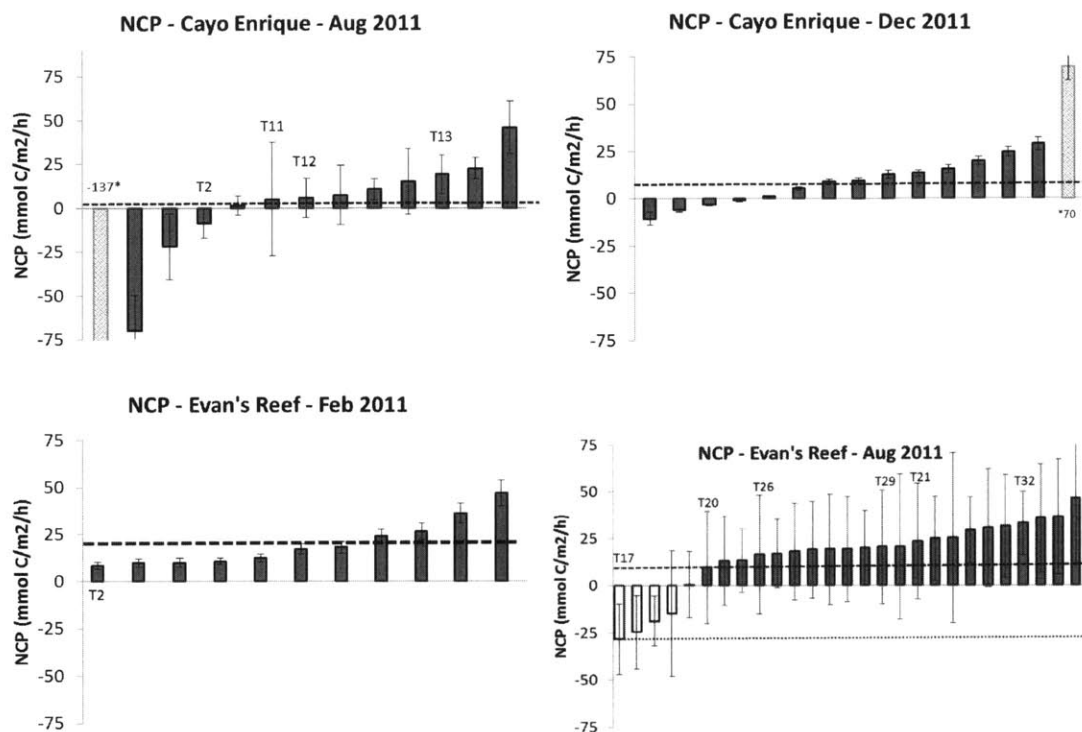 NCP - Cayo Enrique - Aug 2011
NCP (mmol C/m2/h)
75
50
25
0
-25
-50
-75
-137*
T2
T11
T12
T13
NCP - Cayo Enrique - Dec 2011
NCP (mmol C/m2/h)
75
50
25
0
-25
-50
-75
*70
NCP - Evan's Reef - Feb 2011
NCP (mmol C/m2/h)
75
50
25
0
-25
-50
-75
T2
NCP - Evan's Reef - Aug 2011
NCP (mmol C/m2/h)
75
50
25
0
-25
-50
-75
T17
T20
T26
T29
T21
T32